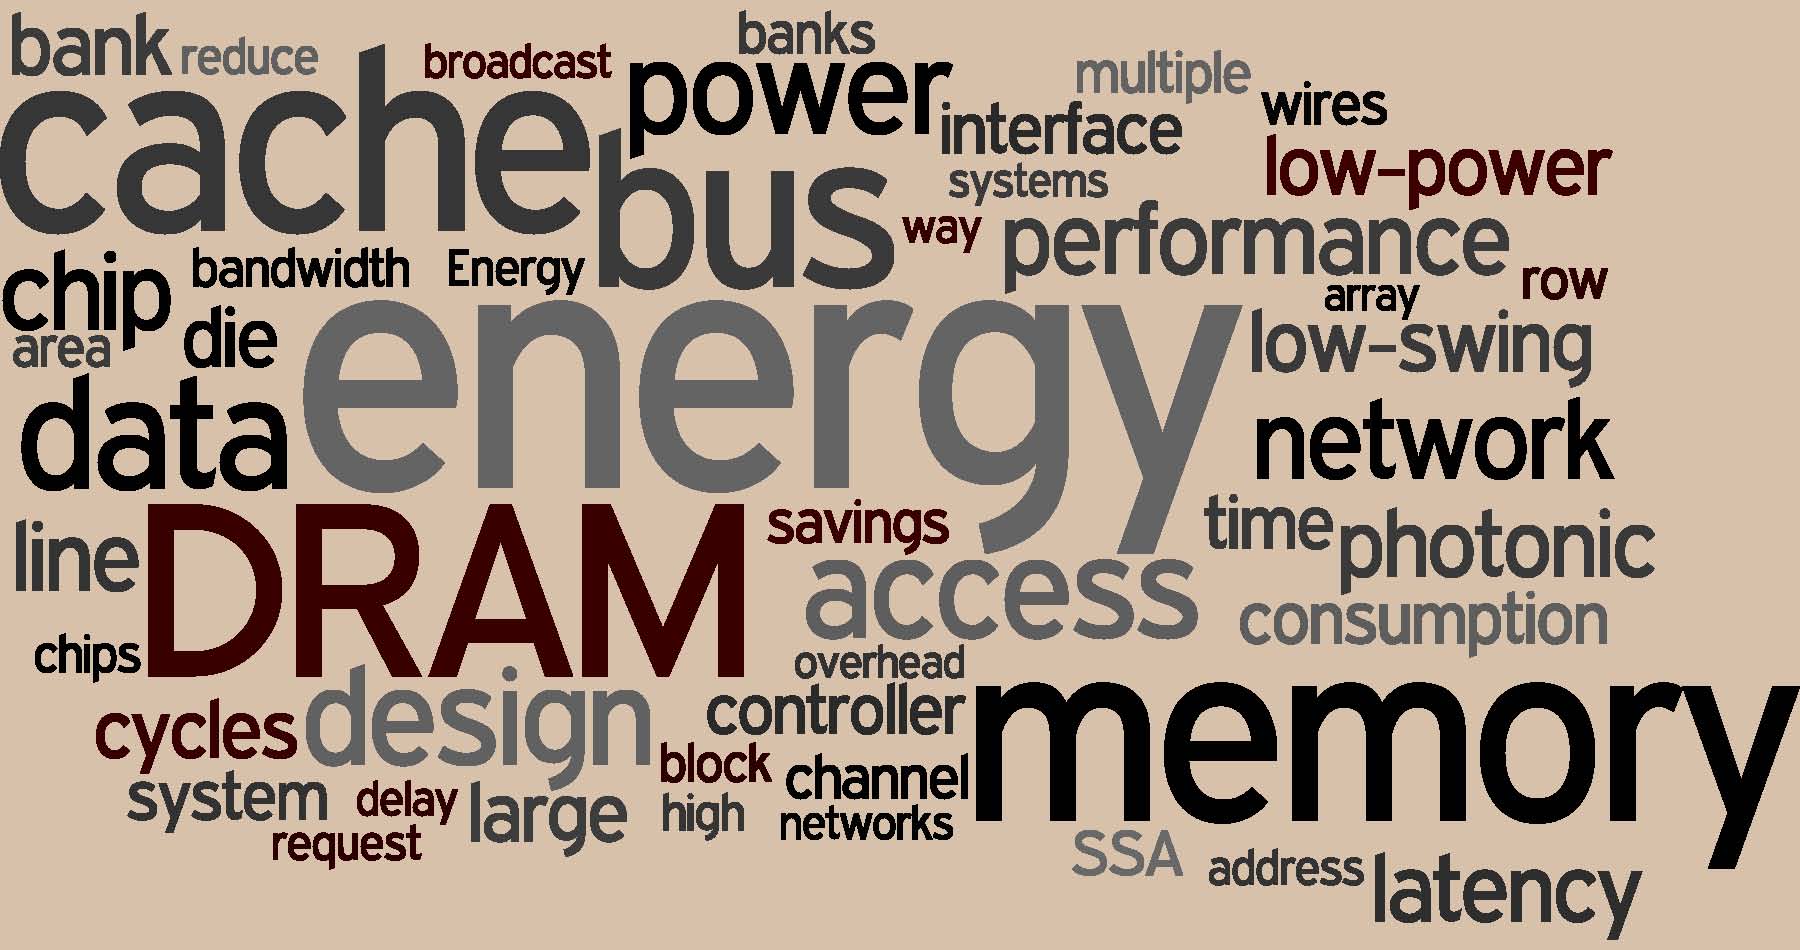 bank
reduce
broadcast
banks
power
multiple
wires
cache
bus
interface
low-power
systems
way
performance
chip
bandwidth
Energy
array
row
area
die
energy
low-swing
data
network
line
DRAM
savings
time
photonic
access
consumption
chips
overhead
cycles
design
controller
memory
block
channel
system
delay
large
high
networks
request
SSA
address
latency